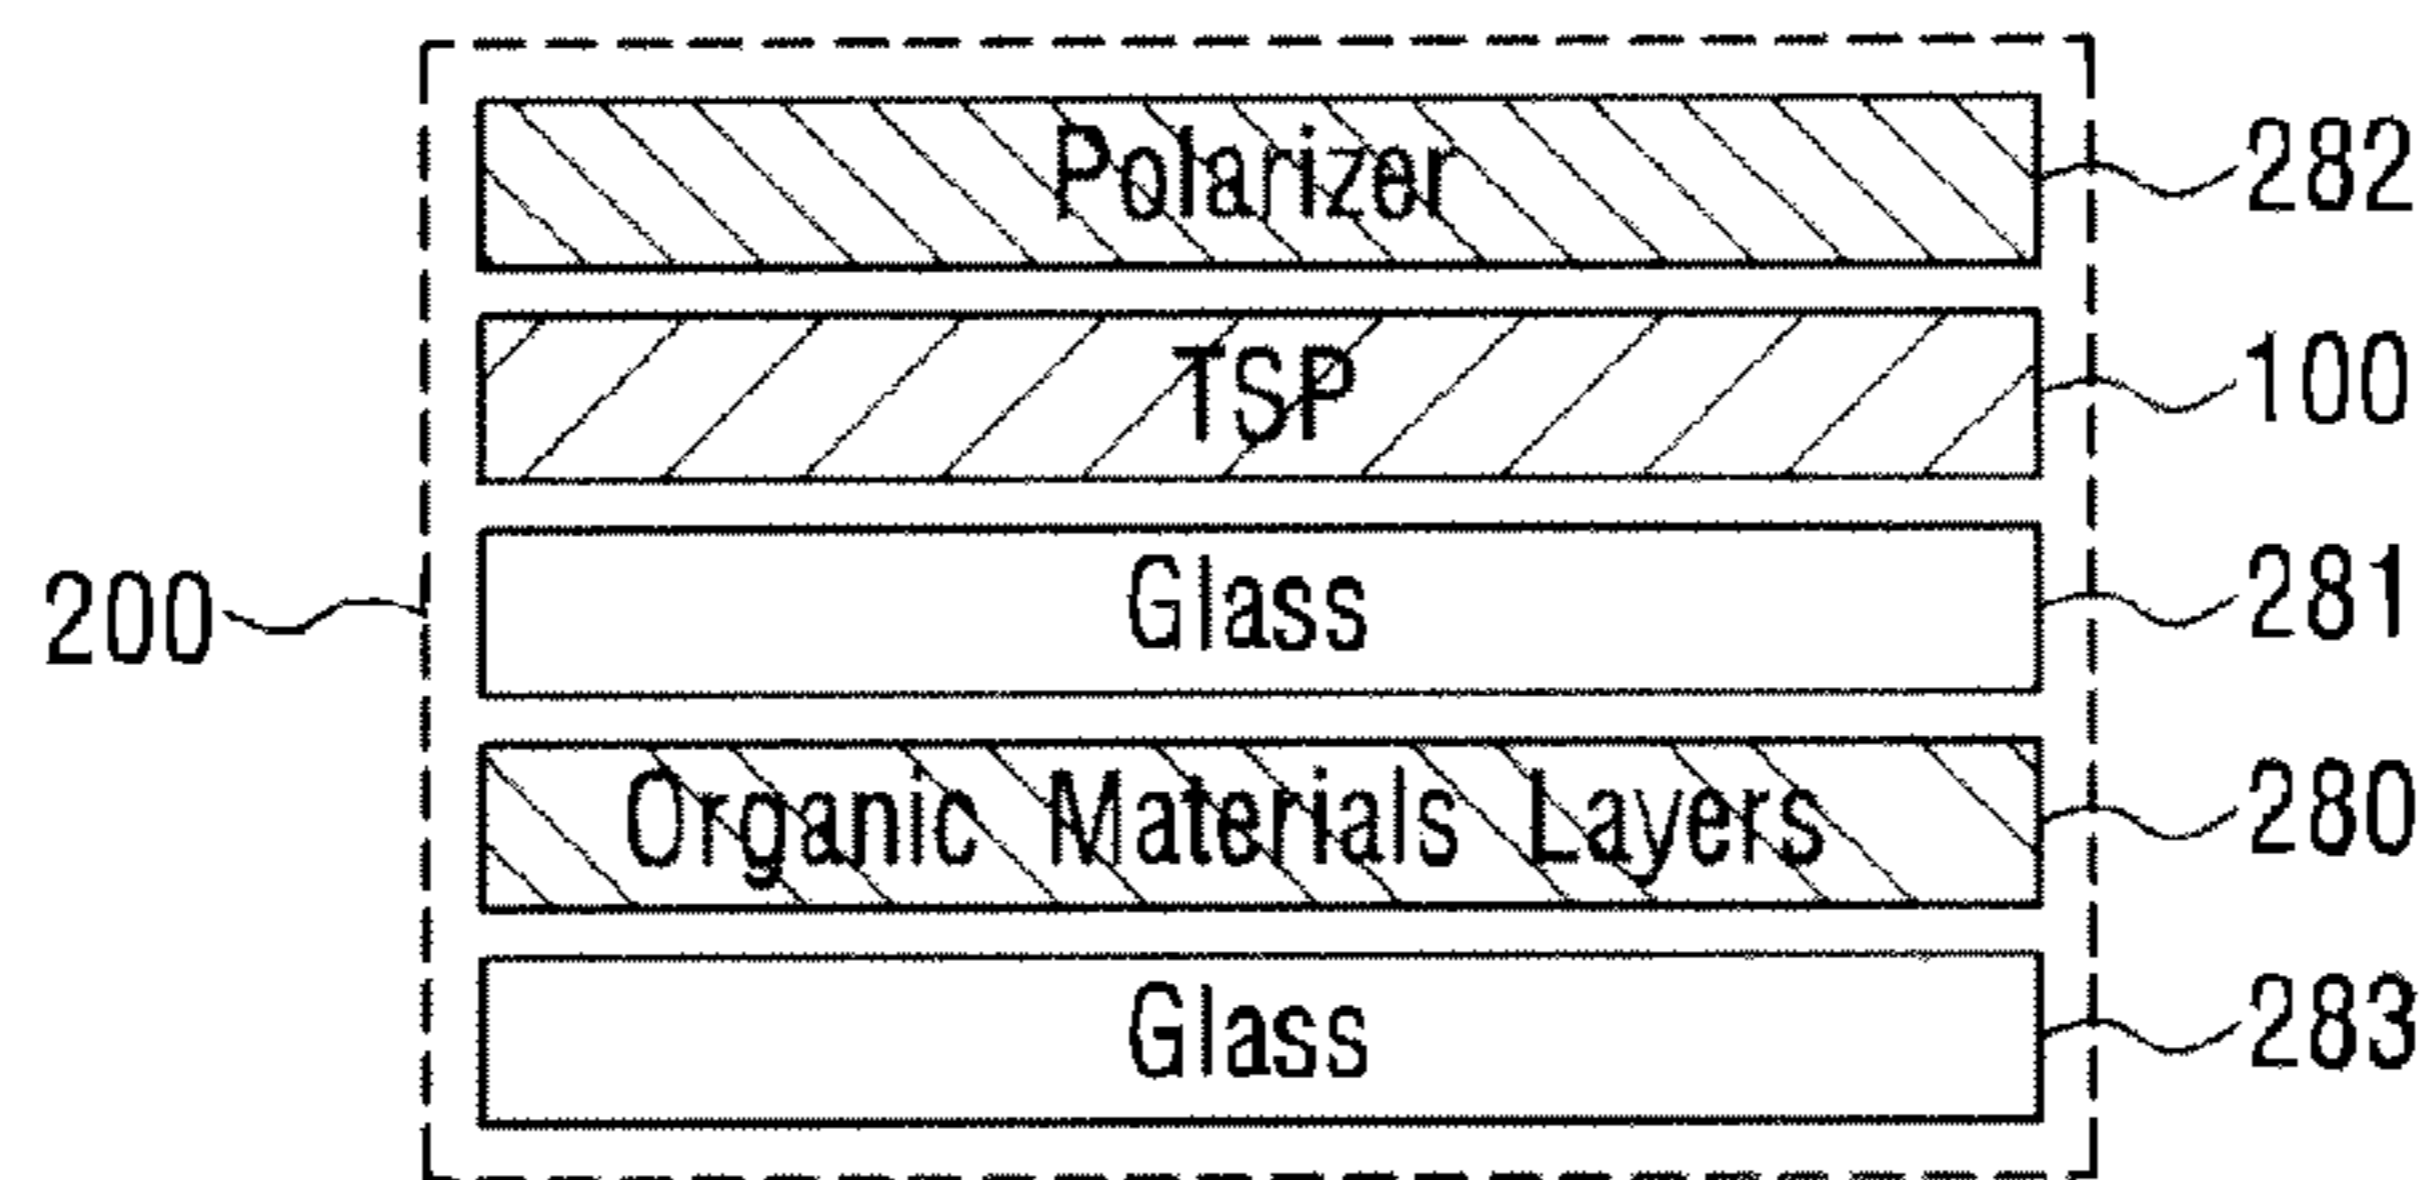 Polarizer 282
TSP 100
200 Glass 281
Organic Materials Layers 280
Glass 283